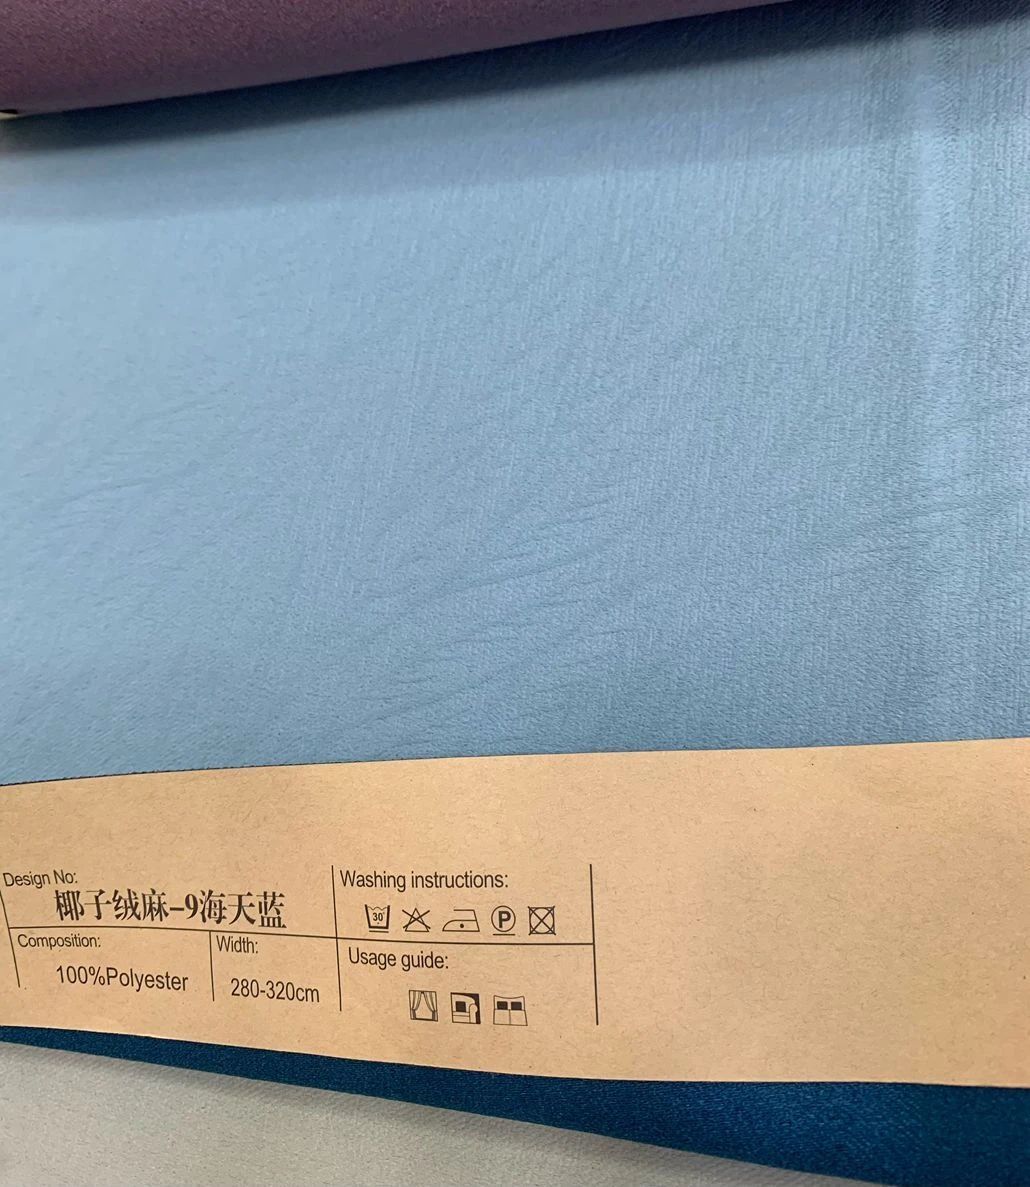 Design No:
椰子绒麻-9海天蓝
Composition:
100%Polyester
Width:
280-320cm
Washing instructions:
30°
P
Usage guide: